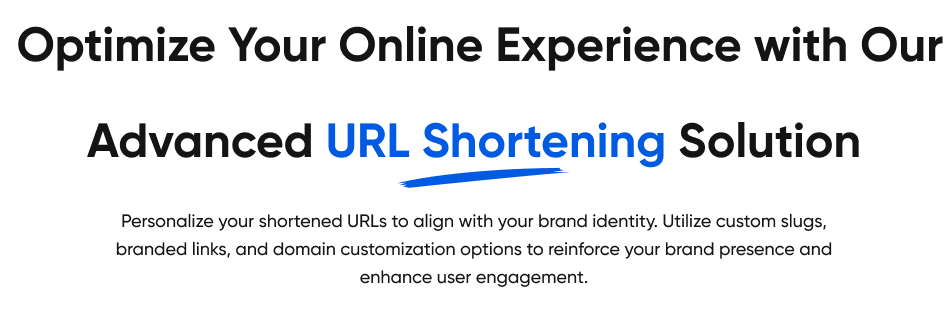 Optimize Your Online Experience with Our
Advanced URL Shortening Solution
Personalize your shortened URLs to align with your brand identity. Utilize custom slugs,
branded links, and domain customization options to reinforce your brand presence and
enhance user engagement.